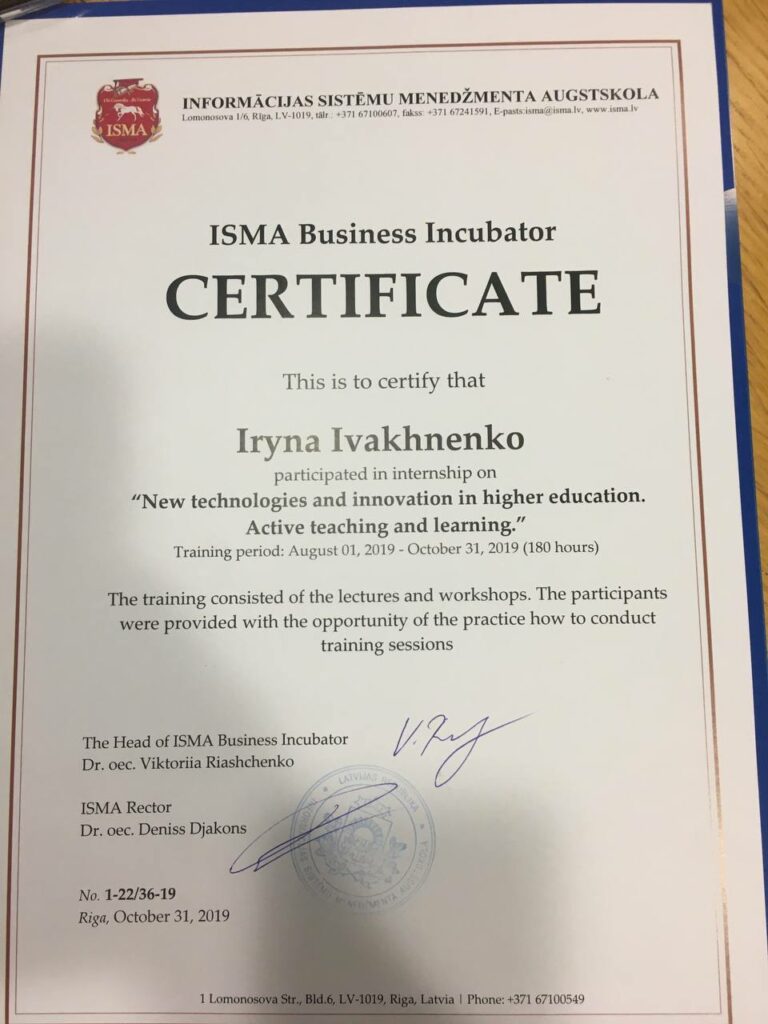 INFORMĀCIJAS SISTĒMU MENEDŽMENTA AUGSTSKOLA
Lomonosova 1/6, Rīga, LV-1019, tālr.: +371 67100607, fakss: +371 67241591, E-pasts:isma@isma.lv, www.isma.lv
ISMA
ISMA Business Incubator
CERTIFICATE
This is to certify that
Iryna Ivakhnenko
participated in internship on
“New technologies and innovation in higher education.
Active teaching and learning.”
Training period: August 01, 2019 - October 31, 2019 (180 hours)
The training consisted of the lectures and workshops. The participants
were provided with the opportunity of the practice how to conduct
training sessions
The Head of ISMA Business Incubator
Dr. oec. Viktoriia Riashchenko
ISMA Rector
Dr. oec. Deniss Djakons
LATVIJAS REPUBLIKA
No. 1-22/36-19
Riga, October 31, 2019
1 Lomonosova Str., Bld.6, LV-1019, Riga, Latvia | Phone: +371 67100549